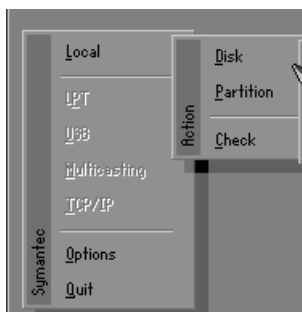 Local
LPT
USB
Multicasting
TCP/IP
Options
Quit
Symantec
Disk
Partition
Check
Action